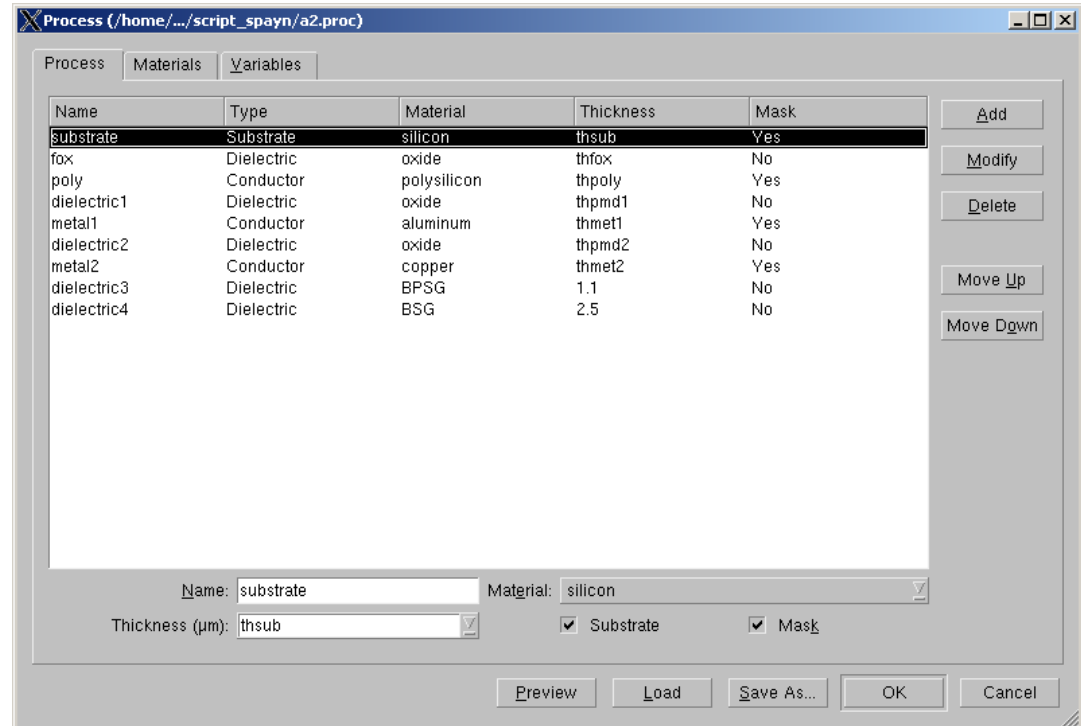 Process (/home/.../script_spayn/a2.proc)
Process Materials Variables
Name Type Material Thickness Mask
substrate Substrate silicon thsub Yes
fox Dielectric oxide thfox No
poly Conductor polysilicon thpoly Yes
dielectric1 Dielectric oxide thpmd1 No
metal1 Conductor aluminum thmet1 Yes
dielectric2 Dielectric oxide thpmd2 No
metal2 Conductor copper thmet2 Yes
dielectric3 Dielectric BPSG 1.1 No
dielectric4 Dielectric BSG 2.5 No
Add
Modify
Delete
Move Up
Move Down
Name: substrate Material: silicon
Thickness (µm): thsub Substrate Mask
Preview Load Save As... OK Cancel